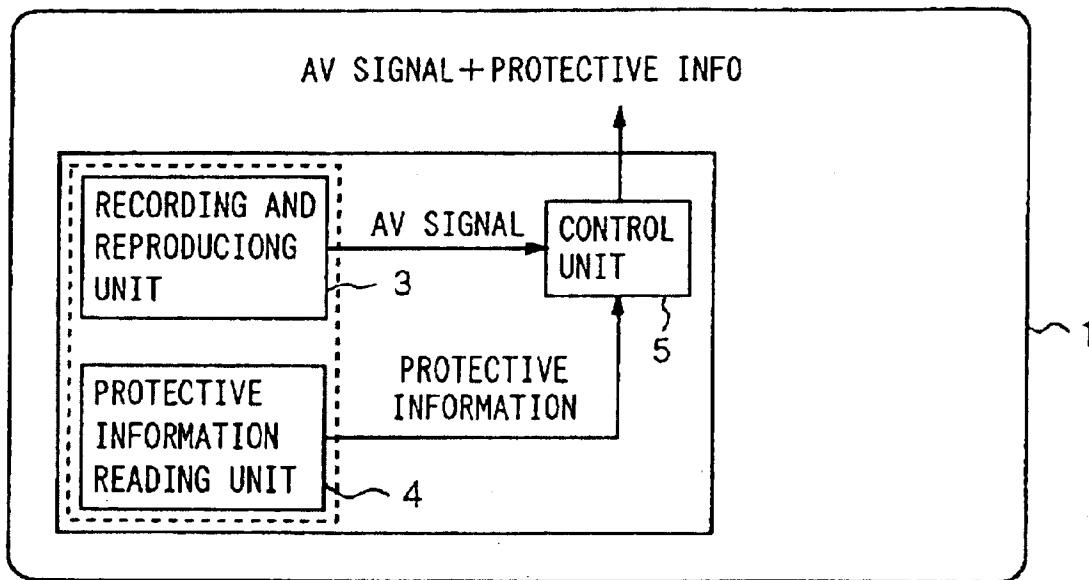 AV SIGNAL+PROTECTIVE INFO
RECORDING AND
REPRODUCIONG
UNIT
3
AV SIGNAL
CONTROL
UNIT
5
PROTECTIVE
INFORMATION
PROTECTIVE
INFORMATION
READING UNIT
4
1